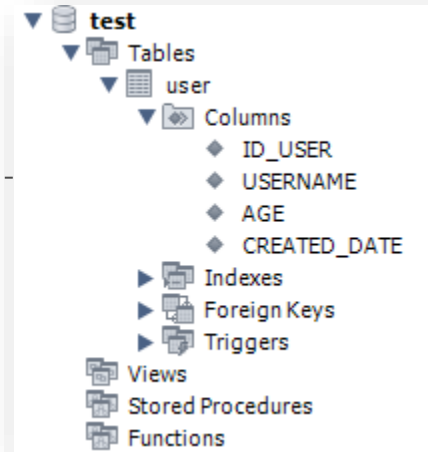 test
Tables
user
Columns
ID_USER
USERNAME
AGE
CREATED_DATE
Indexes
Foreign Keys
Triggers
Views
Stored Procedures
Functions